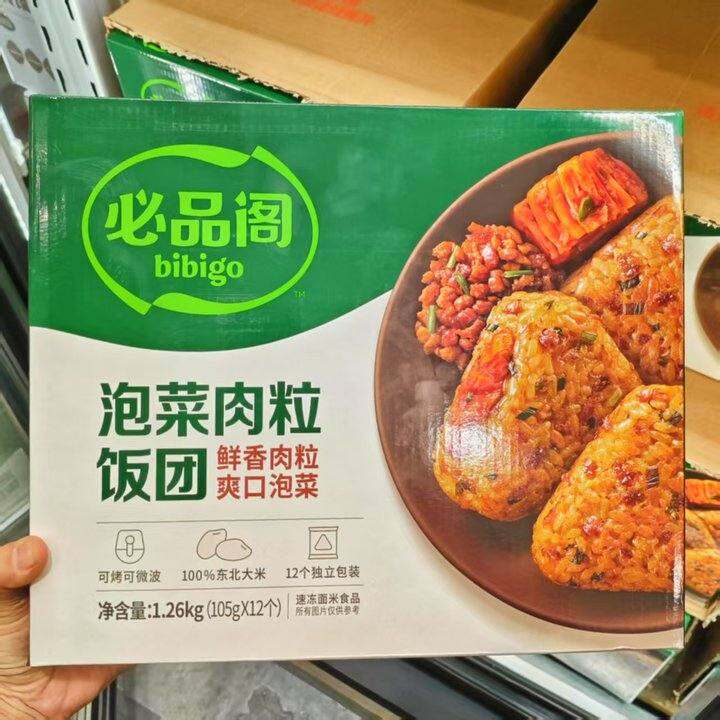 必品阁
bibigo
TM
泡菜肉粒
饭团
鲜香肉粒
爽口泡菜
可烤可微波
100%东北大米
12个独立包装
净含量:1.26kg (105gX12个)
速冻面米食品
所有图片仅供参考